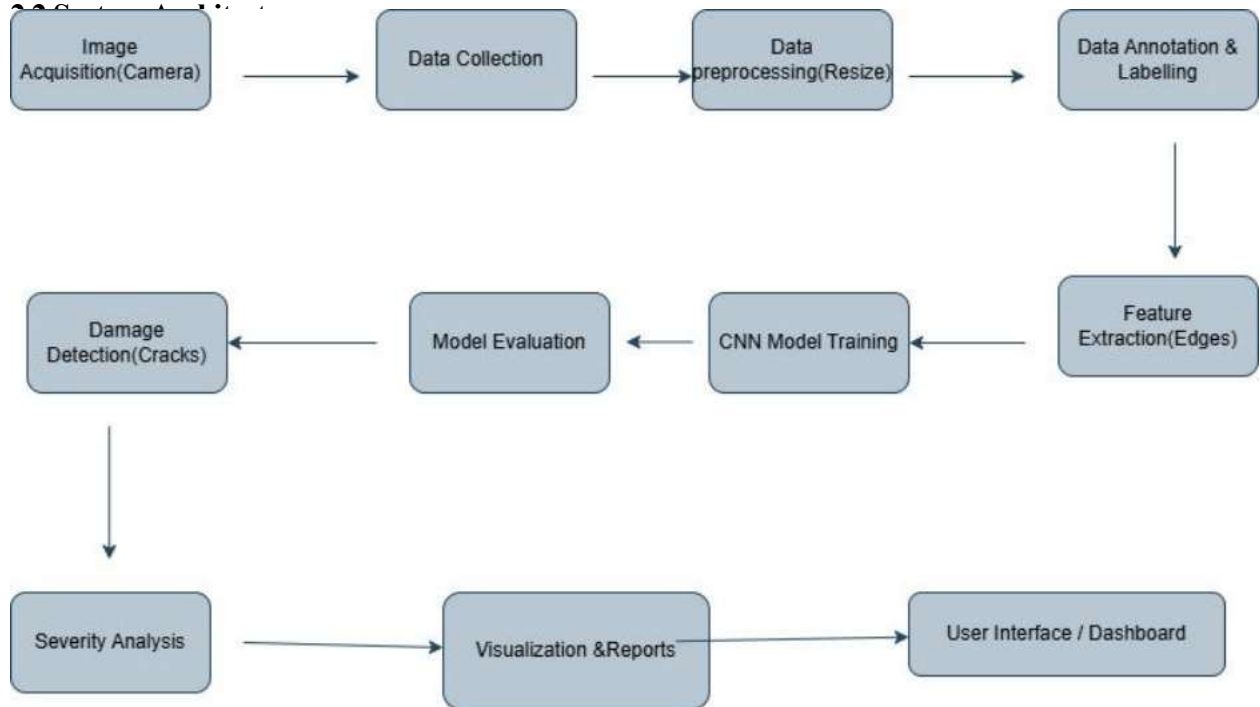 Image
Acquisition(Camera)
Data Collection
Data
preprocessing(Resize)
Data Annotation &
Labelling
Feature
Extraction(Edges)
CNN Model Training
Model Evaluation
Damage
Detection(Cracks)
Severity Analysis
Visualization &Reports
User Interface / Dashboard